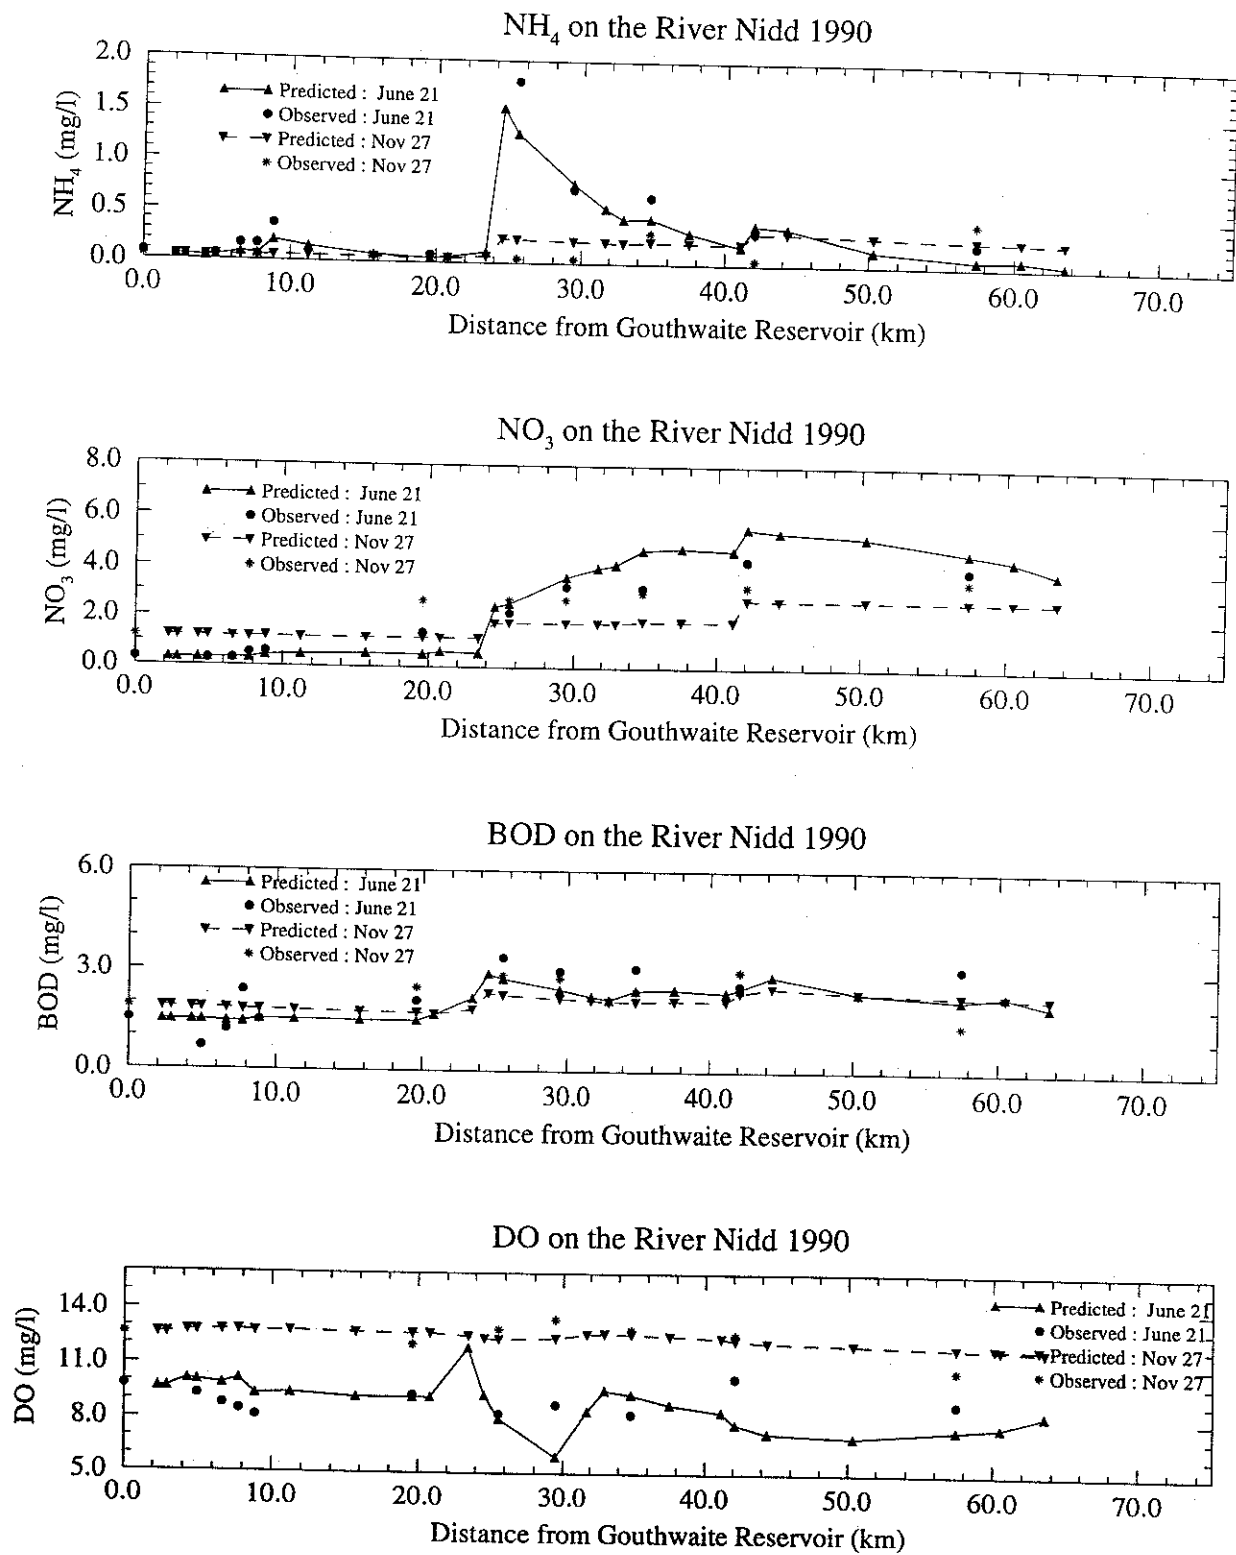 NH4 on the River Nidd 1990
2.0
1.5
1.0
0.5
0.0
NH4 (mg/l)
Predicted : June 21
Observed : June 21
Predicted : Nov 27
Observed : Nov 27
0.0 10.0 20.0 30.0 40.0 50.0 60.0 70.0
Distance from Gouthwaite Reservoir (km)
NO3 on the River Nidd 1990
8.0
6.0
4.0
2.0
0.0
NO3 (mg/l)
Predicted : June 21
Observed : June 21
Predicted : Nov 27
Observed : Nov 27
0.0 10.0 20.0 30.0 40.0 50.0 60.0 70.0
Distance from Gouthwaite Reservoir (km)
BOD on the River Nidd 1990
6.0
3.0
0.0
BOD (mg/l)
Predicted : June 21
Observed : June 21
Predicted : Nov 27
Observed : Nov 27
0.0 10.0 20.0 30.0 40.0 50.0 60.0 70.0
Distance from Gouthwaite Reservoir (km)
DO on the River Nidd 1990
14.0
11.0
8.0
5.0
DO (mg/l)
Predicted : June 21
Observed : June 21
Predicted : Nov 27
Observed : Nov 27
0.0 10.0 20.0 30.0 40.0 50.0 60.0 70.0
Distance from Gouthwaite Reservoir (km)